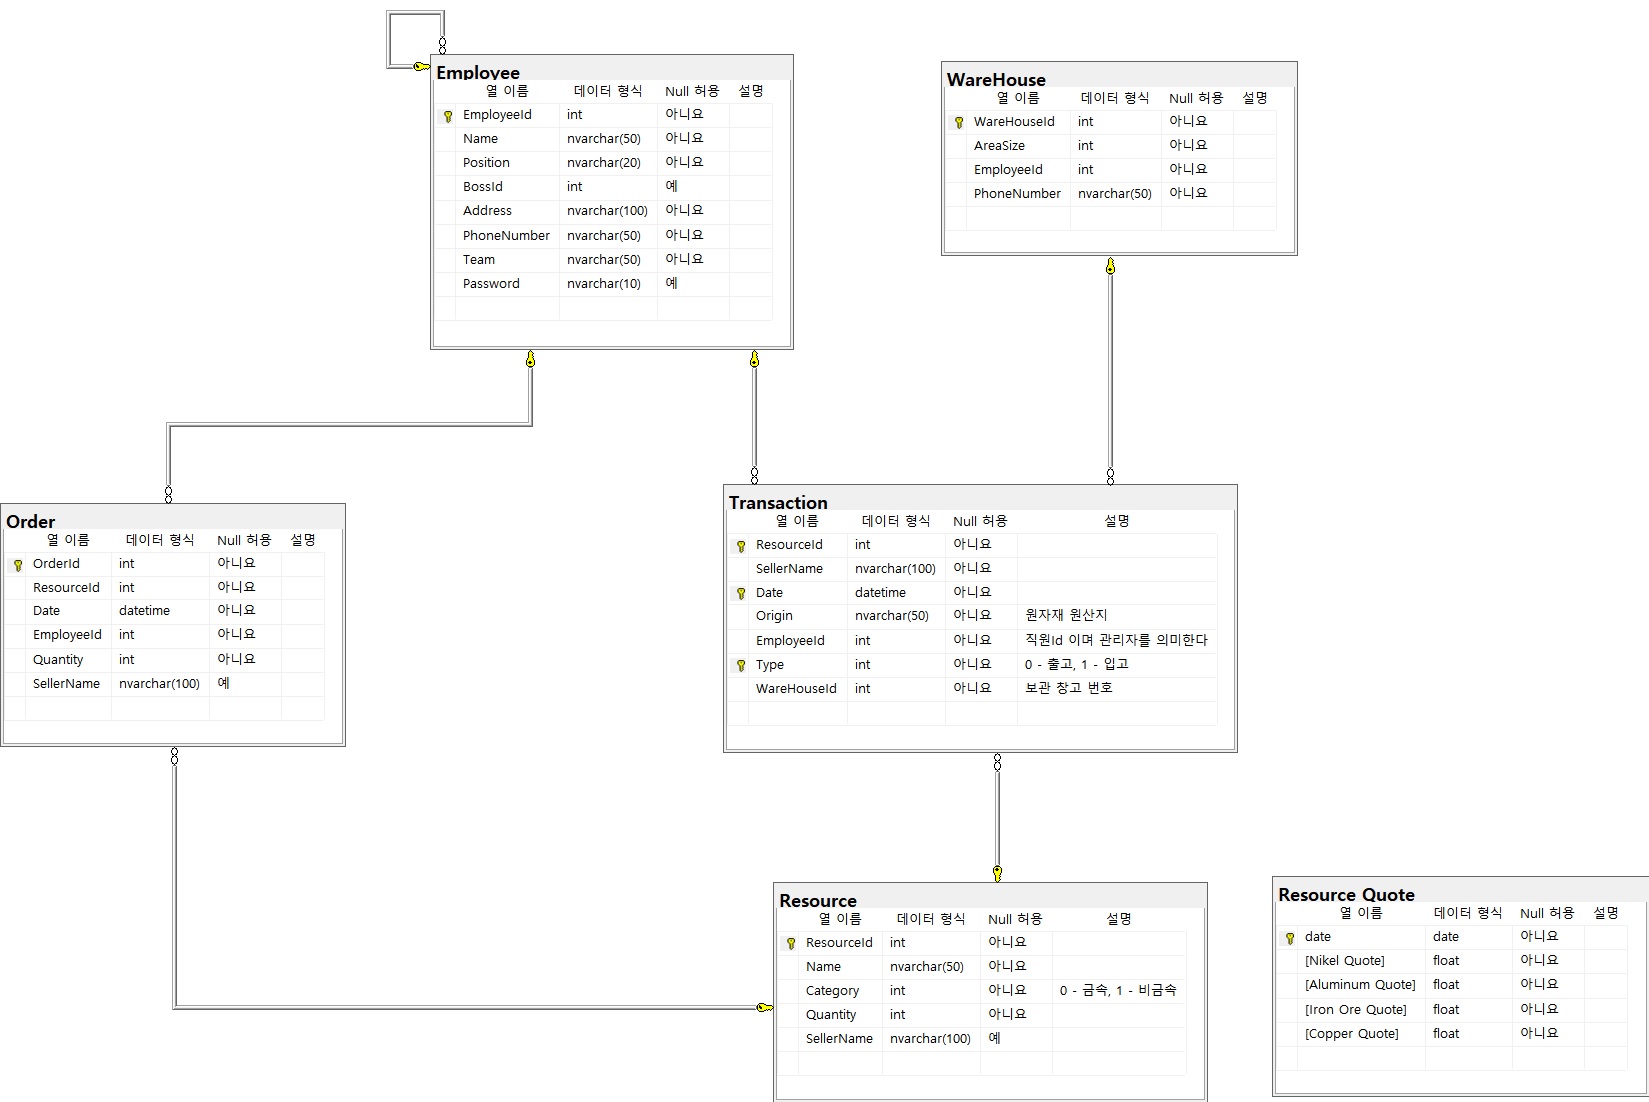 Employee
열 이름 데이터 형식 Null 허용 설명
EmployeeId int 아니요
Name nvarchar(50) 아니요
Position nvarchar(20) 아니요
BossId int 예
Address nvarchar(100) 아니요
PhoneNumber nvarchar(50) 아니요
Team nvarchar(50) 아니요
Password nvarchar(10) 예
WareHouse
열 이름 데이터 형식 Null 허용 설명
WareHouseId int 아니요
AreaSize int 아니요
EmployeeId int 아니요
PhoneNumber nvarchar(50) 아니요
Order
열 이름 데이터 형식 Null 허용 설명
OrderId int 아니요
ResourceId int 아니요
Date datetime 아니요
EmployeeId int 아니요
Quantity int 아니요
SellerName nvarchar(100) 예
Transaction
열 이름 데이터 형식 Null 허용 설명
ResourceId int 아니요
SellerName nvarchar(100) 아니요
Date datetime 아니요
Origin nvarchar(50) 아니요 원자재 원산지
EmployeeId int 아니요 직원Id 이며 관리자를 의미한다
Type int 아니요 0 - 출고, 1 - 입고
WareHouseId int 아니요 보관 창고 번호
Resource
열 이름 데이터 형식 Null 허용 설명
ResourceId int 아니요
Name nvarchar(50) 아니요
Category int 아니요 0 - 금속, 1 - 비금속
Quantity int 아니요
SellerName nvarchar(100) 예
Resource Quote
열 이름 데이터 형식 Null 허용 설명
date date 아니요
[Nikel Quote] float 아니요
[Aluminum Quote] float 아니요
[Iron Ore Quote] float 아니요
[Copper Quote] float 아니요